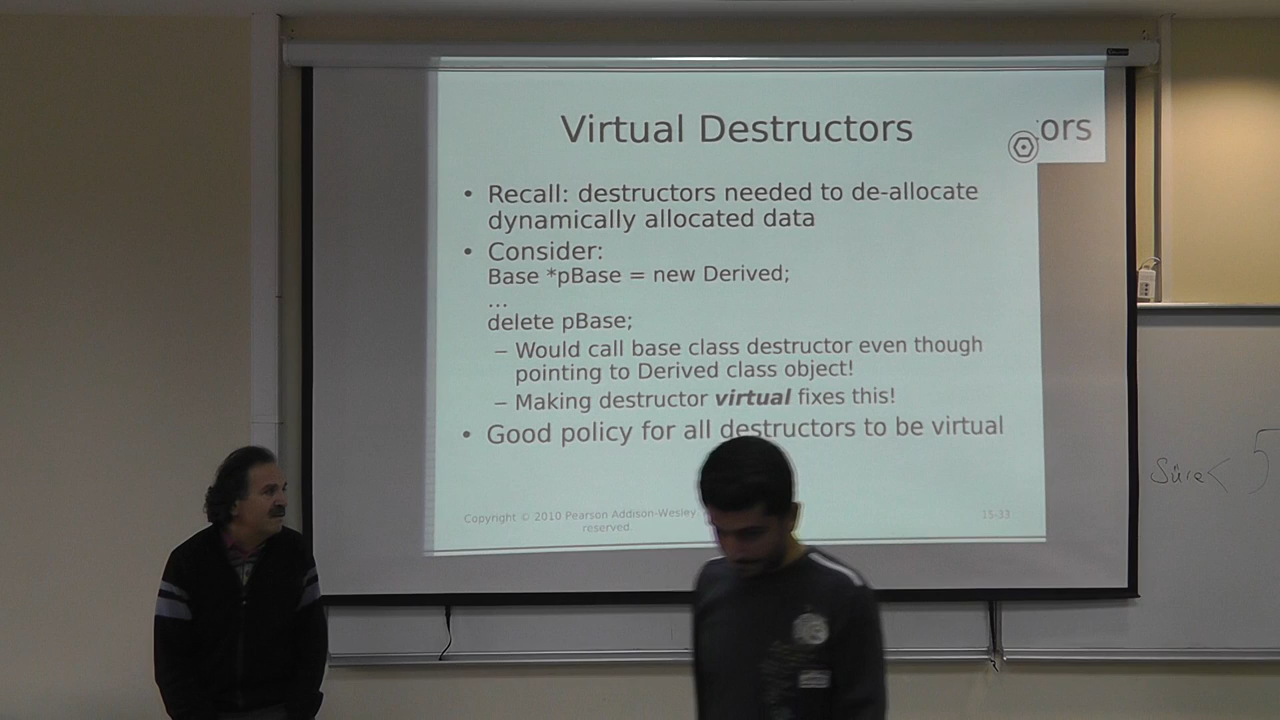 Virtual Destructors
ors
• Recall: destructors needed to de-allocate
dynamically allocated data
• Consider:
Base *pBase = new Derived;
...
delete pBase;
– Would call base class destructor even though
pointing to Derived class object!
– Making destructor virtual fixes this!
• Good policy for all destructors to be virtual
Copyright © 2010 Pearson Addison-Wesley
reserved.
15-33